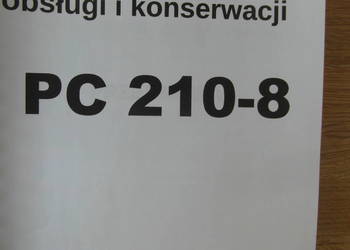 obsługi i konserwacji
PC 210-8